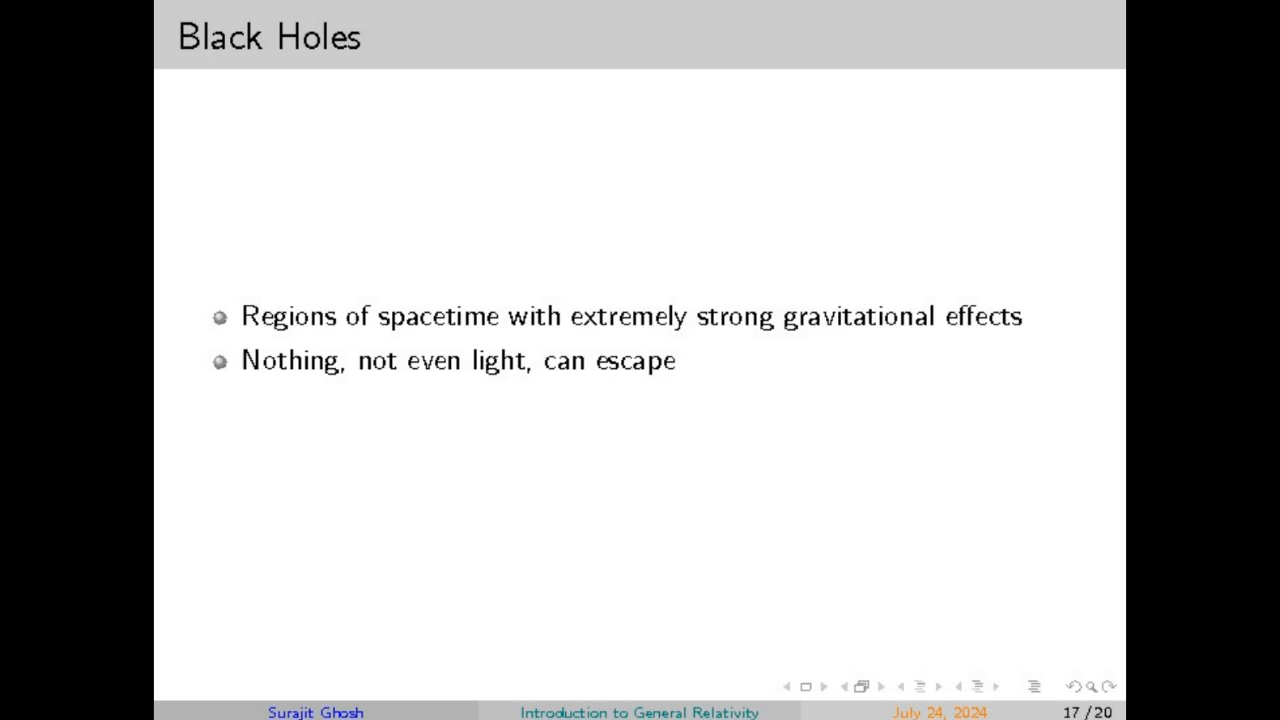 Black Holes
Regions of spacetime with extremely strong gravitational effects
Nothing, not even light, can escape
Surajit Ghosh
Introduction to General Relativity
July 24, 2024
17/20